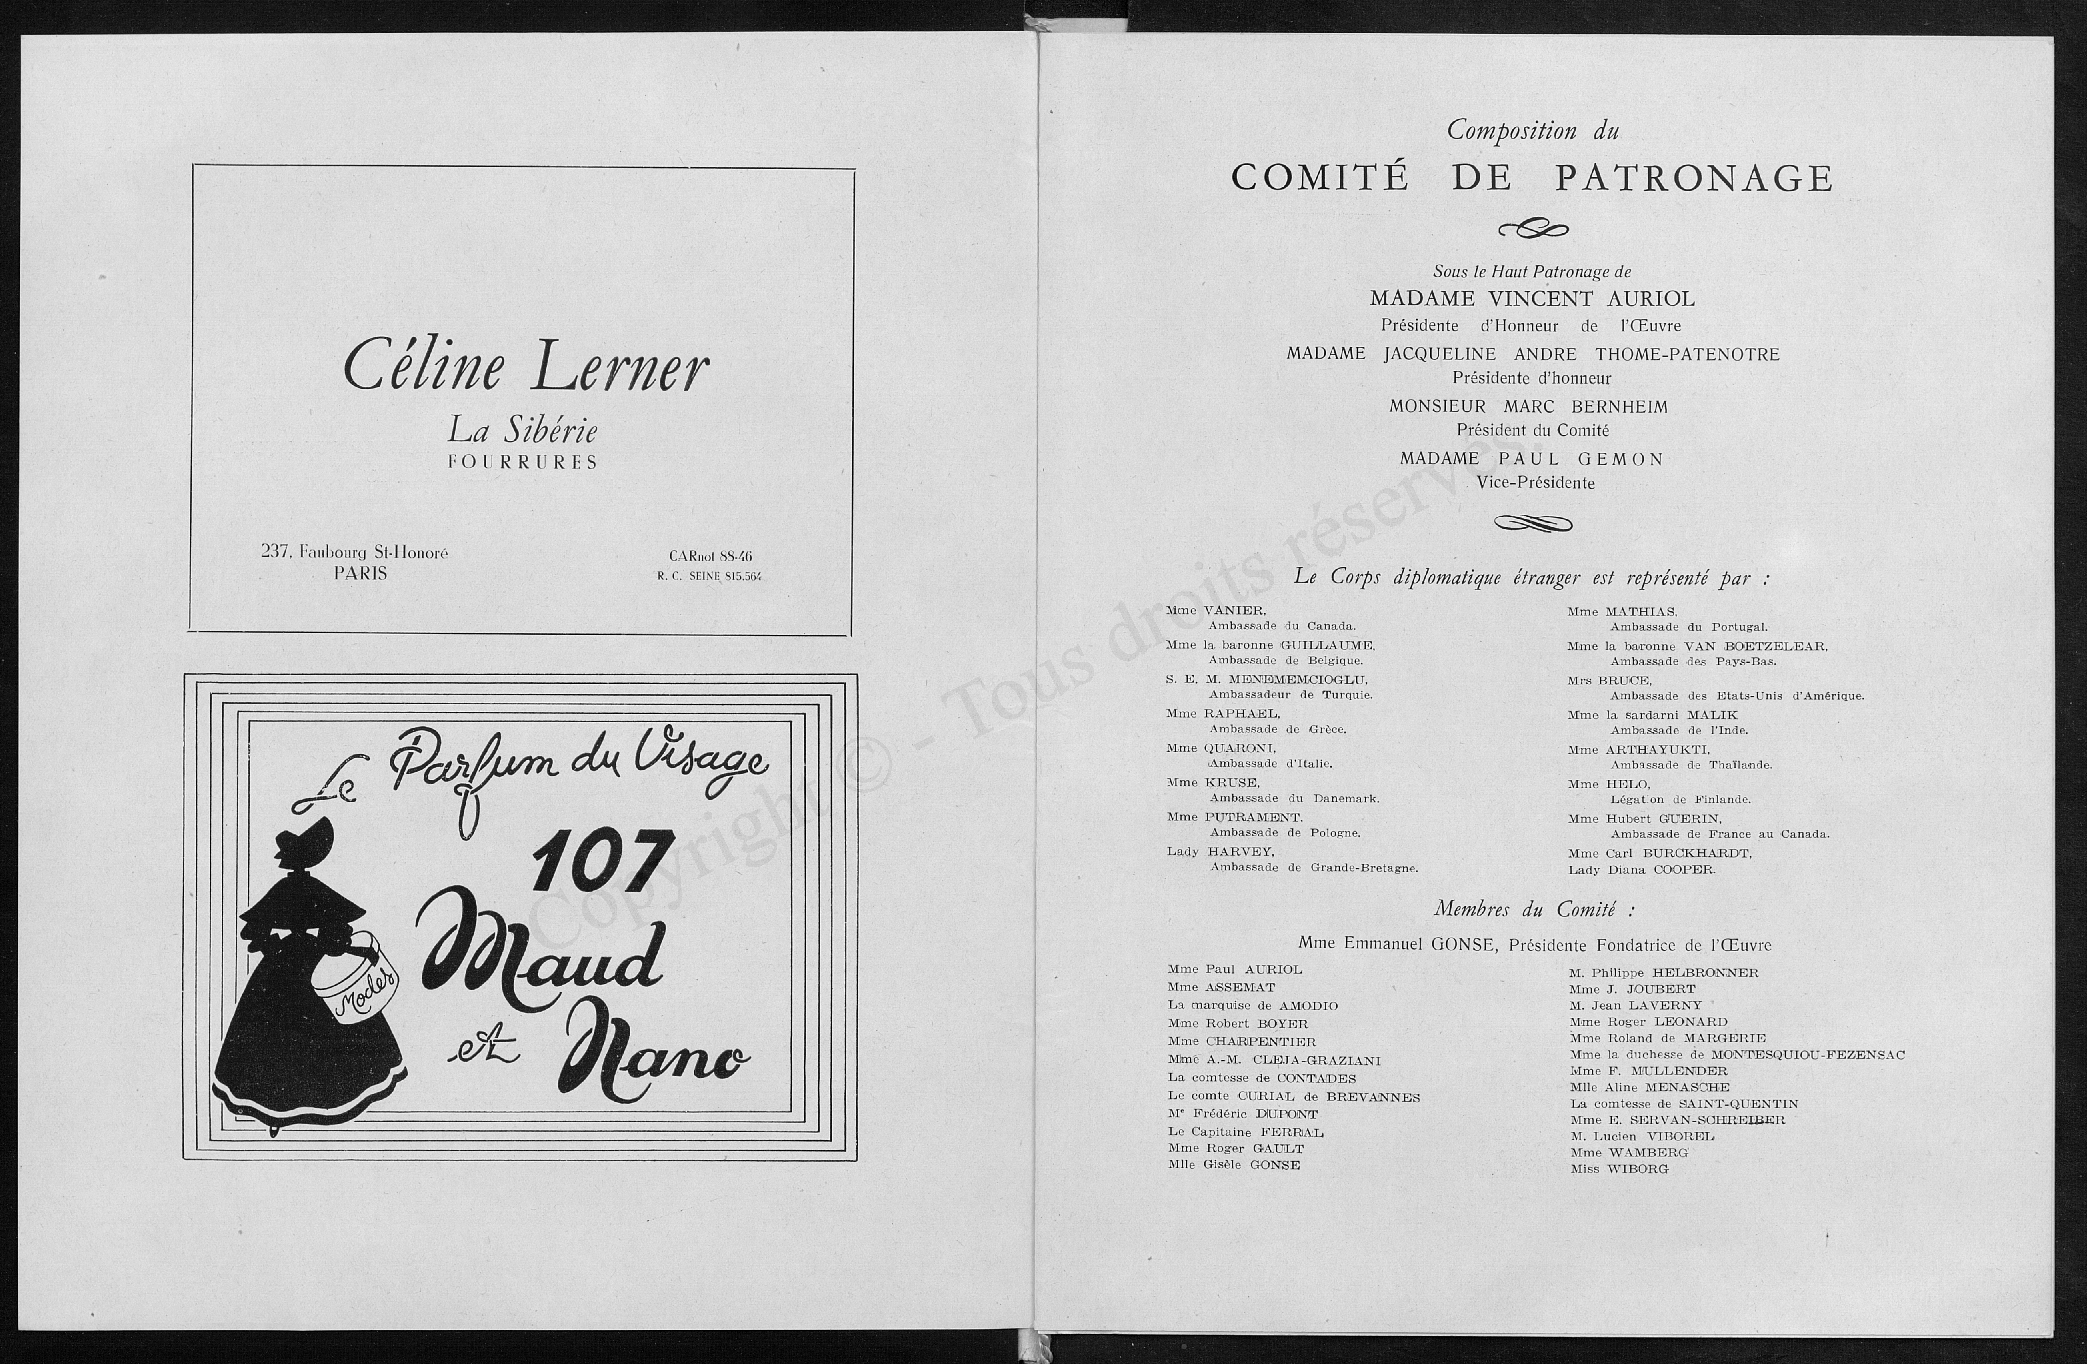 Céline Lerner
La Sibérie
FOURRURES
237, Faubourg St-Honoré
PARIS
CARnot 88-46
R. C. SEINE 815.564
Le Parfum du Visage
107
Maud
et Nano
Modes
Composition du
COMITÉ DE PATRONAGE
Sous le Haut Patronage de
MADAME VINCENT AURIOL
Présidente d'Honneur de l'Œuvre
MADAME JACQUELINE ANDRE THOME-PATENOTRE
Présidente d'honneur
MONSIEUR MARC BERNHEIM
Président du Comité
MADAME PAUL GEMON
Vice-Présidente
Le Corps diplomatique étranger est représenté par :
Mme VANIER,
Ambassade du Canada.
Mme la baronne GUILLAUME,
Ambassade de Belgique.
S. E. M. MENEMEMCIOGLU,
Ambassadeur de Turquie.
Mme RAPHAEL,
Ambassade de Grèce.
Mme QUARONI,
Ambassade d'Italie.
Mme KRUSE,
Ambassade du Danemark.
Mme PUTRAMENT,
Ambassade de Pologne.
Lady HARVEY,
Ambassade de Grande-Bretagne.
Mme MATHIAS,
Ambassade du Portugal.
Mme la baronne VAN BOETZELEAR,
Ambassade des Pays-Bas.
Mrs BRUCE,
Ambassade des Etats-Unis d'Amérique.
Mme la sardarni MALIK
Ambassade de l'Inde.
Mme ARTHAYUKTI,
Ambassade de Thaïlande.
Mme HELO,
Légation de Finlande.
Mme Hubert GUERIN,
Ambassade de France au Canada.
Mme Carl BURCKHARDT,
Lady Diana COOPER.
Membres du Comité :
Mme Emmanuel GONSE, Présidente Fondatrice de l'Œuvre
Mme Paul AURIOL
Mme ASSEMAT
La marquise de AMODIO
Mme Robert BOYER
Mme CHARPENTIER
Mme A.-M. CLEJA-GRAZIANI
La comtesse de CONTADES
Le comte CURIAL de BREVANNES
Mᵉ Frédéric DUPONT
Le Capitaine FERRAL
Mme Roger GAULT
Mlle Gisèle GONSE
M. Philippe HELBRONNER
Mme J. JOUBERT
M. Jean LAVERNY
Mme Roger LEONARD
Mme Roland de MARGERIE
Mme la duchesse de MONTESQUIOU-FEZENSAC
Mme F. MULLENDER
Mlle Aline MENASCHE
La comtesse de SAINT-QUENTIN
Mme E. SERVAN-SCHREIBER
M. Lucien VIBOREL
Mme WAMBERG
Miss WIBORG
Copyright © - Tous droits réservés.